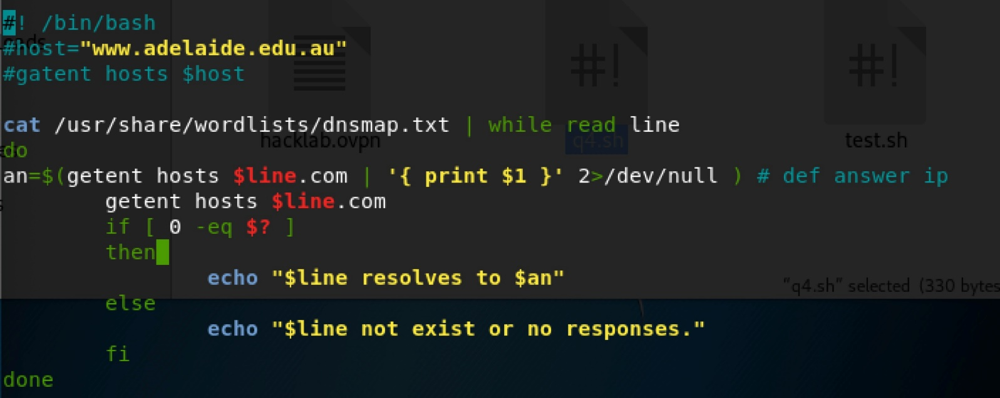 #! /bin/bash
#host="www.adelaide.edu.au"
#gatent hosts $host
cat /usr/share/wordlists/dnsmap.txt | while read line
hacklab.ovpn q4.sh test.sh
do
an=$(getent hosts $line.com | '{ print $1 }' 2>/dev/null ) # def answer ip
getent hosts $line.com
if [ 0 -eq $? ]
then
echo "$line resolves to $an"
"q4.sh" selected (330 bytes
else
echo "$line not exist or no responses."
fi
done